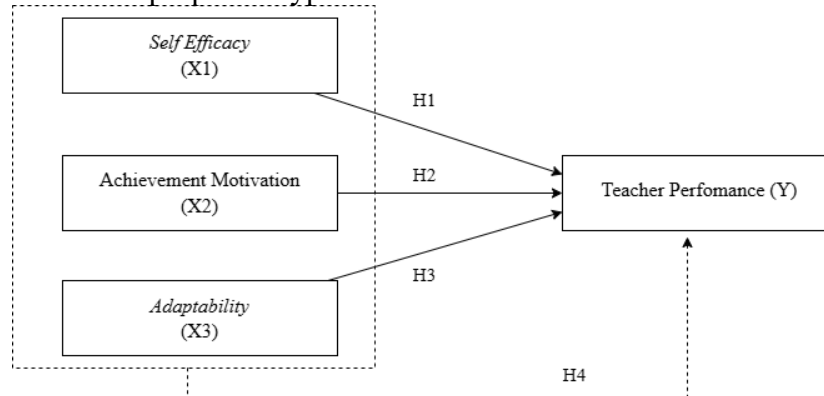 Self Efficacy
(X1)
H1
Achievement Motivation
(X2)
H2
Teacher Perfomance (Y)
H3
Adaptability
(X3)
H4